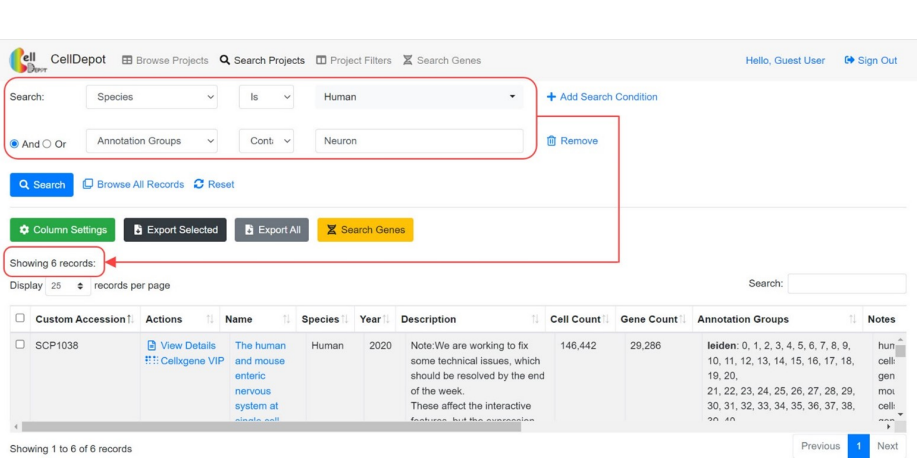 Cell Depot CellDepot Browse Projects Search Projects Project Filters Search Genes Hello, Guest User Sign Out
Search: Species Is Human + Add Search Condition
And Or Annotation Groups Neuron Remove
Search Browse All Records Reset
Column Settings Export Selected Export All Search Genes
Showing 6 records:
Display 25 records per page Search:
Custom Accession Actions Name Species Year Description Cell Count Gene Count Annotation Groups Notes
SCP1038 View Details The human Human 2020 Note:We are working to fix 146,442 29,286 leiden: 0, 1, 2, 3, 4, 5, 6, 7, 8, 9,
Cellxgene VIP and mouse some technical issues, which 10, 11, 12, 13, 14, 15, 16, 17, 18,
enteric should be resolved by the end 19, 20, gen
nervous of the week. 21, 22, 23, 24, 25, 26, 27, 28, 29,
system at These affect the interactive 30, 31, 32, 33, 34, 35, 36, 37, 38,
Showing 1 to 6 of 6 records Previous 1 Next